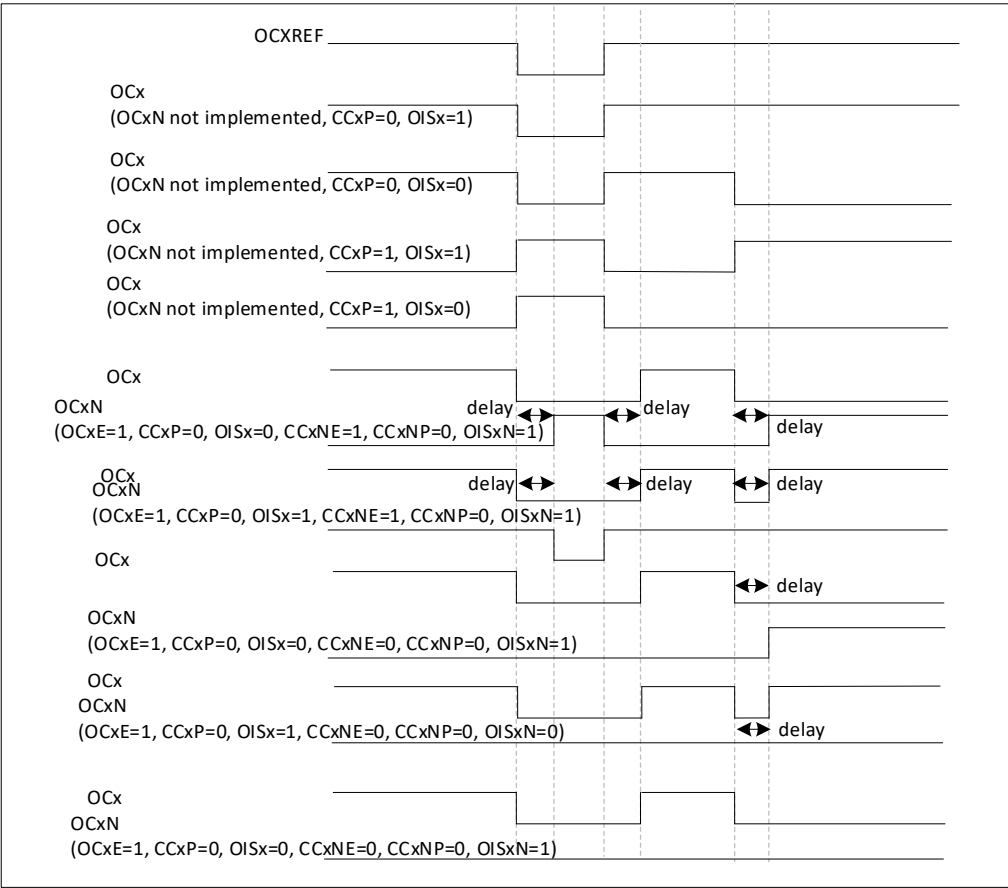 OCXREF
OCx
(OCxN not implemented, CCxP=0, OISx=1)
OCx
(OCxN not implemented, CCxP=0, OISx=0)
OCx
(OCxN not implemented, CCxP=1, OISx=1)
OCx
(OCxN not implemented, CCxP=1, OISx=0)
OCx
OCxN
delay
delay
delay
(OCxE=1, CCxP=0, OISx=0, CCxNE=1, CCxNP=0, OISxN=1)
OCx
OCxN
delay
delay
delay
(OCxE=1, CCxP=0, OISx=1, CCxNE=1, CCxNP=0, OISxN=1)
OCx
delay
OCxN
(OCxE=1, CCxP=0, OISx=0, CCxNE=0, CCxNP=0, OISxN=1)
OCx
OCxN
(OCxE=1, CCxP=0, OISx=1, CCxNE=0, CCxNP=0, OISxN=0)
delay
OCx
OCxN
(OCxE=1, CCxP=0, OISx=0, CCxNE=0, CCxNP=0, OISxN=1)